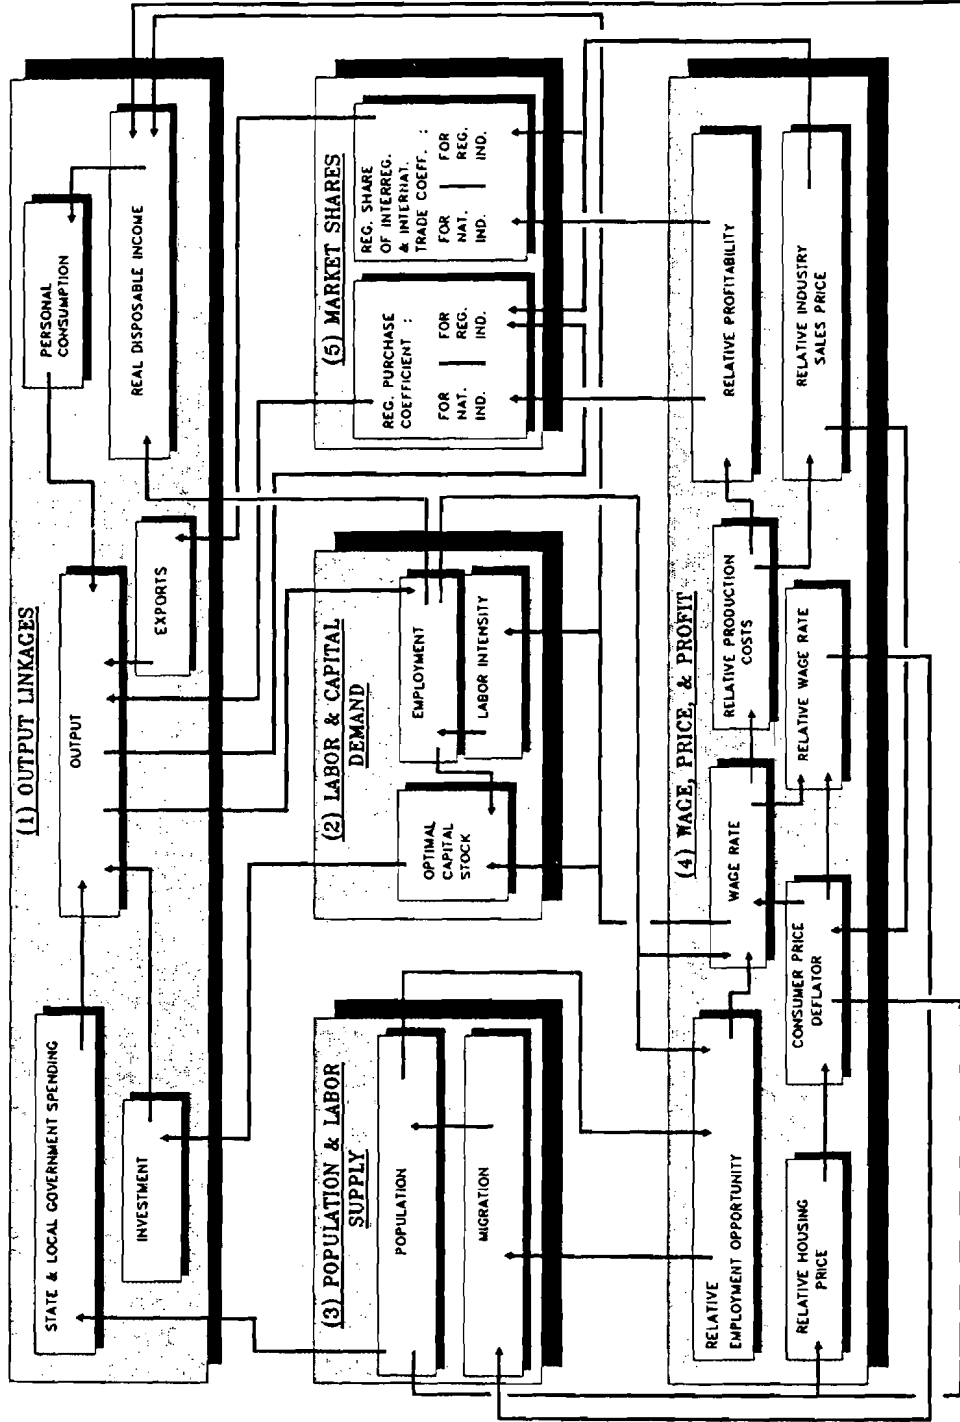 (1) OUTPUT LINKAGES
STATE & LOCAL GOVERNMENT SPENDING
INVESTMENT
OUTPUT
EXPORTS
PERSONAL
CONSUMPTION
REAL DISPOSABLE INCOME
(3) POPULATION & LABOR
SUPPLY
POPULATION
MIGRATION
(2) LABOR & CAPITAL
DEMAND
OPTIMAL
CAPITAL
STOCK
EMPLOYMENT
LABOR INTENSITY
(5) MARKET SHARES
REG. PURCHASE
COEFFICIENT :
FOR
NAT.
IND.
FOR
REG.
IND.
REG. SHARE
OF INTERREG.
& INTERNAT.
TRADE COEFF. :
FOR
NAT.
IND.
FOR
REG.
IND.
(4) WAGE, PRICE, & PROFIT
RELATIVE
EMPLOYMENT OPPORTUNITY
RELATIVE HOUSING
PRICE
CONSUMER PRICE
DEFLATOR
WAGE RATE
RELATIVE WAGE RATE
RELATIVE PRODUCTION
COSTS
RELATIVE PROFITABILITY
RELATIVE INDUSTRY
SALES PRICE